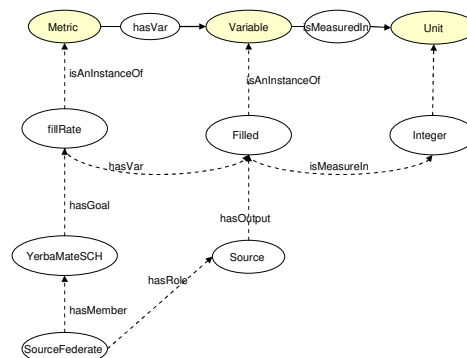 Metric
hasVar
Variable
isMeasuredIn
Unit
isAnInstanceOf
isAnInstanceOf
fillRate
Filled
Integer
hasVar
isMeasureIn
hasGoal
hasOutput
YerbaMateSCH
Source
hasRole
hasMember
SourceFederate